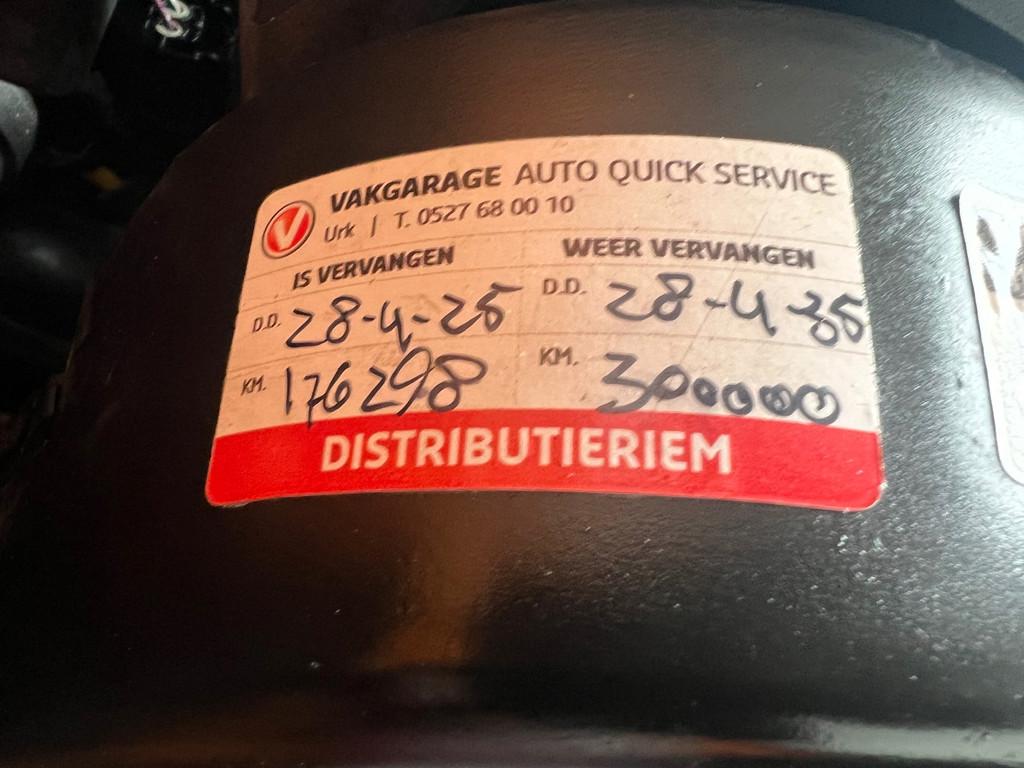 VAKGARAGE AUTO QUICK SERVICE
Urk | T. 0527 68 00 10
IS VERVANGEN WEER VERVANGEN
D.D. 28-4-25 D.D. 28-4-35
KM. 176298 KM. 300000
DISTRIBUTIERIEM